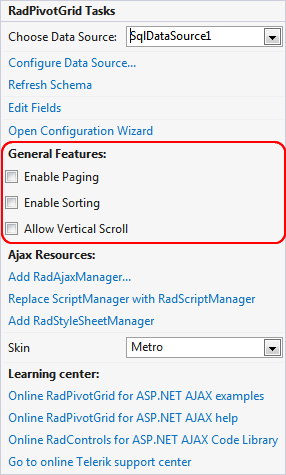 RadPivotGrid Tasks
Choose Data Source: SqlDataSource1
Configure Data Source...
Refresh Schema
Edit Fields
Open Configuration Wizard
General Features:
Enable Paging
Enable Sorting
Allow Vertical Scroll
Ajax Resources:
Add RadAjaxManager...
Replace ScriptManager with RadScriptManager
Add RadStyleSheetManager
Skin Metro
Learning center:
Online RadPivotGrid for ASP.NET AJAX examples
Online RadPivotGrid for ASP.NET AJAX help
Online RadControls for ASP.NET AJAX Code Library
Go to online Telerik support center